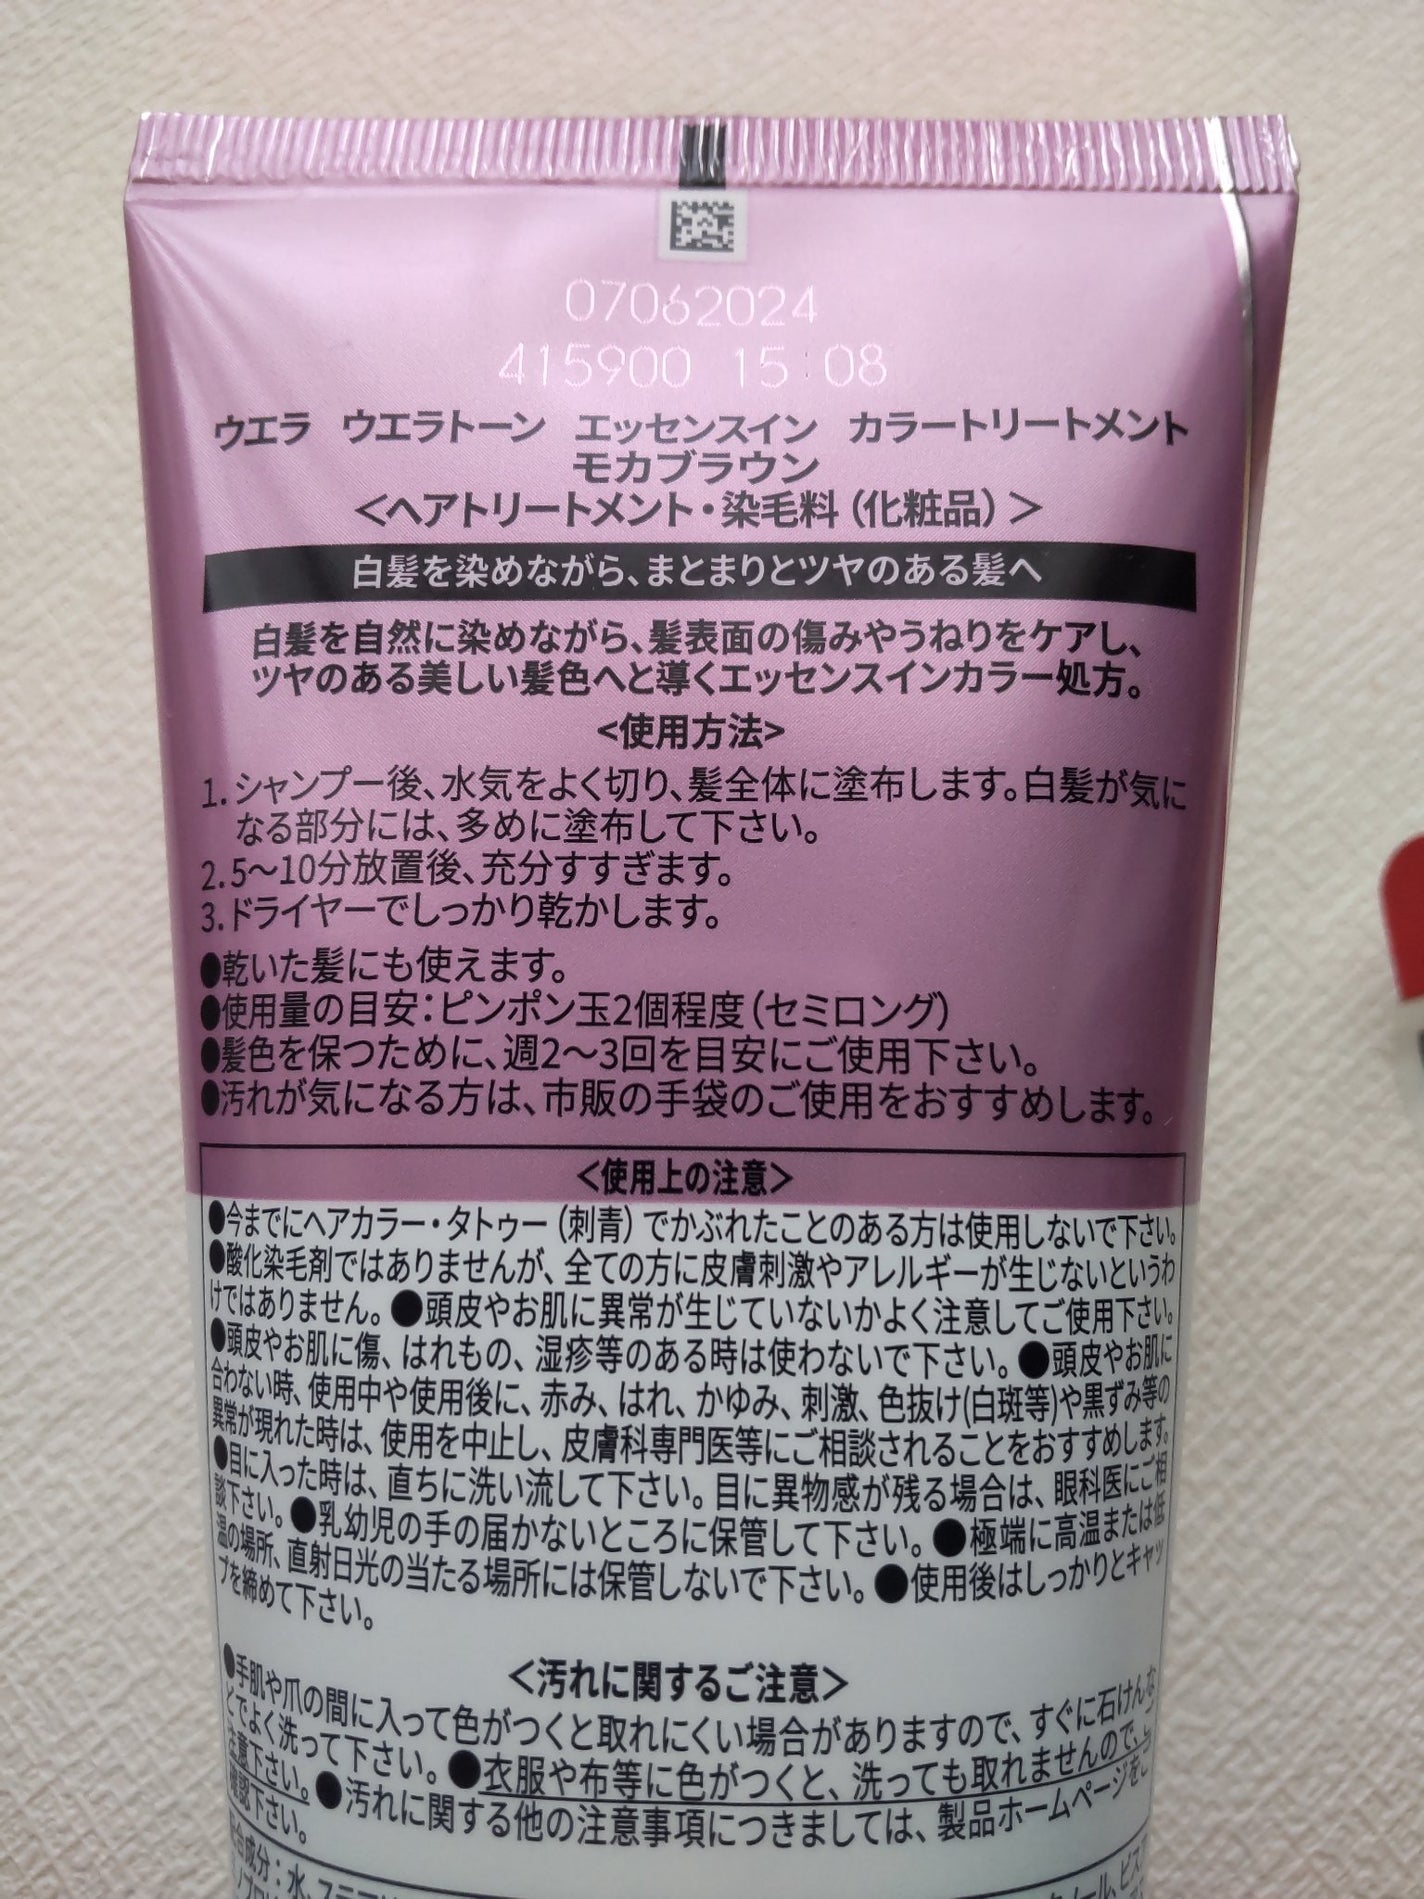 07062024
415900 15:08
ウエラ ウエラトーン エッセンスイン カラートリートメント
モカブラウン
＜ヘアトリートメント・染毛料（化粧品）＞
白髪を染めながら、まとまりとツヤのある髪へ
白髪を自然に染めながら、髪表面の傷みやうねりをケアし、
ツヤのある美しい髪色へと導くエッセンスインカラー処方。
<使用方法>
1. シャンプー後、水気をよく切り、髪全体に塗布します。白髪が気に
なる部分には、多めに塗布して下さい。
2. 5～10分放置後、充分すすぎます。
3. ドライヤーでしっかり乾かします。
●乾いた髪にも使えます。
●使用量の目安：ピンポン玉2個程度（セミロング）
●髪色を保つために、週2～3回を目安にご使用下さい。
●汚れが気になる方は、市販の手袋のご使用をおすすめします。
＜使用上の注意＞
●今までにヘアカラー・タトゥー（刺青）でかぶれたことのある方は使用しないで下さい。
●酸化染毛剤ではありませんが、全ての方に皮膚刺激やアレルギーが生じないというわ
けではありません。●頭皮やお肌に異常が生じていないかよく注意してご使用下さい。
●頭皮やお肌に傷、はれもの、湿疹等のある時は使わないで下さい。●頭皮やお肌に
合わない時、使用中や使用後に、赤み、はれ、かゆみ、刺激、色抜け(白斑等)や黒ずみ等の
異常が現れた時は、使用を中止し、皮膚科専門医等にご相談されることをおすすめします。
●目に入った時は、直ちに洗い流して下さい。目に異物感が残る場合は、眼科医にご相
談下さい。●乳幼児の手の届かないところに保管して下さい。●極端に高温または低
温の場所、直射日光の当たる場所には保管しないで下さい。●使用後はしっかりとキャッ
プを締めて下さい。
＜汚れに関するご注意＞
●手肌や爪の間に入って色がつくと取れにくい場合がありますので、すぐに石けんな
どでよく洗って下さい。●衣服や布等に色がつくと、洗っても取れませんので、ご
注意下さい。●汚れに関する他の注意事項につきましては、製品ホームページをご
確認下さい。
成分：水、ステアリ